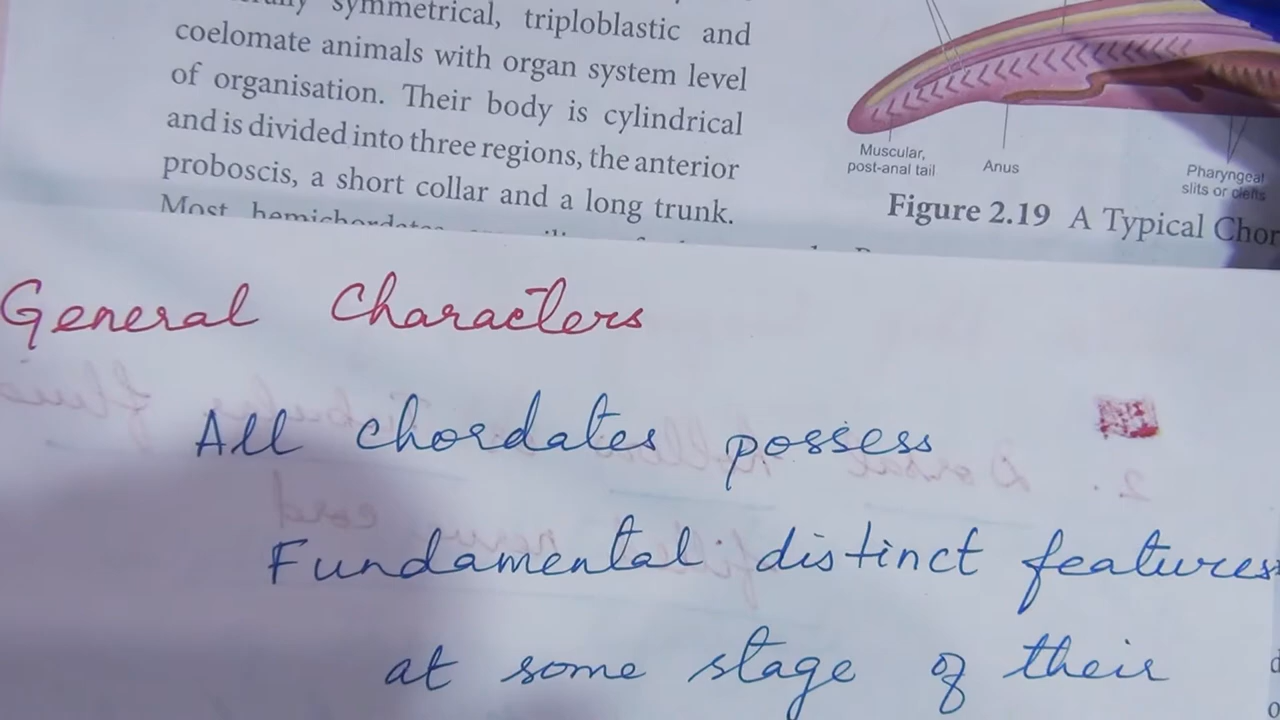 symmetrical, triploblastic and
coelomate animals with organ system level
of organisation. Their body is cylindrical
and is divided into three regions, the anterior
proboscis, a short collar and a long trunk.
Most hemichordates
Muscular,
post-anal tail
Anus
Pharyngeal
slits or clefts
Figure 2.19 A Typical Chor
General Characters
All chordates possess
Fundamental distinct features
at some stage of their